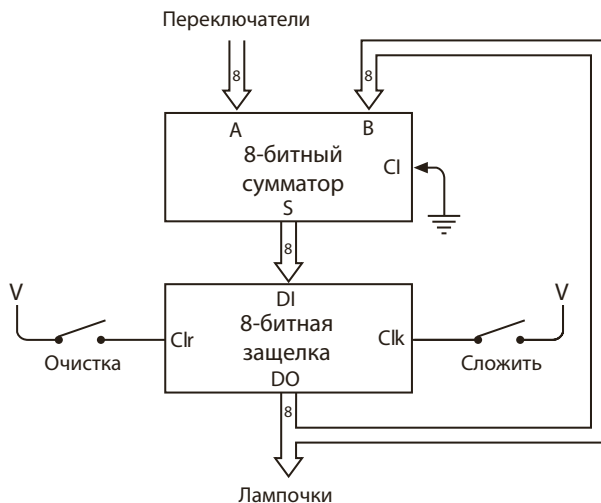 Переключатели
8
8
A
B
8-битный
сумматор
CI
S
8
V
V
DI
Clr
8-битная
защелка
Clk
Очистка
Сложить
DO
8
Лампочки